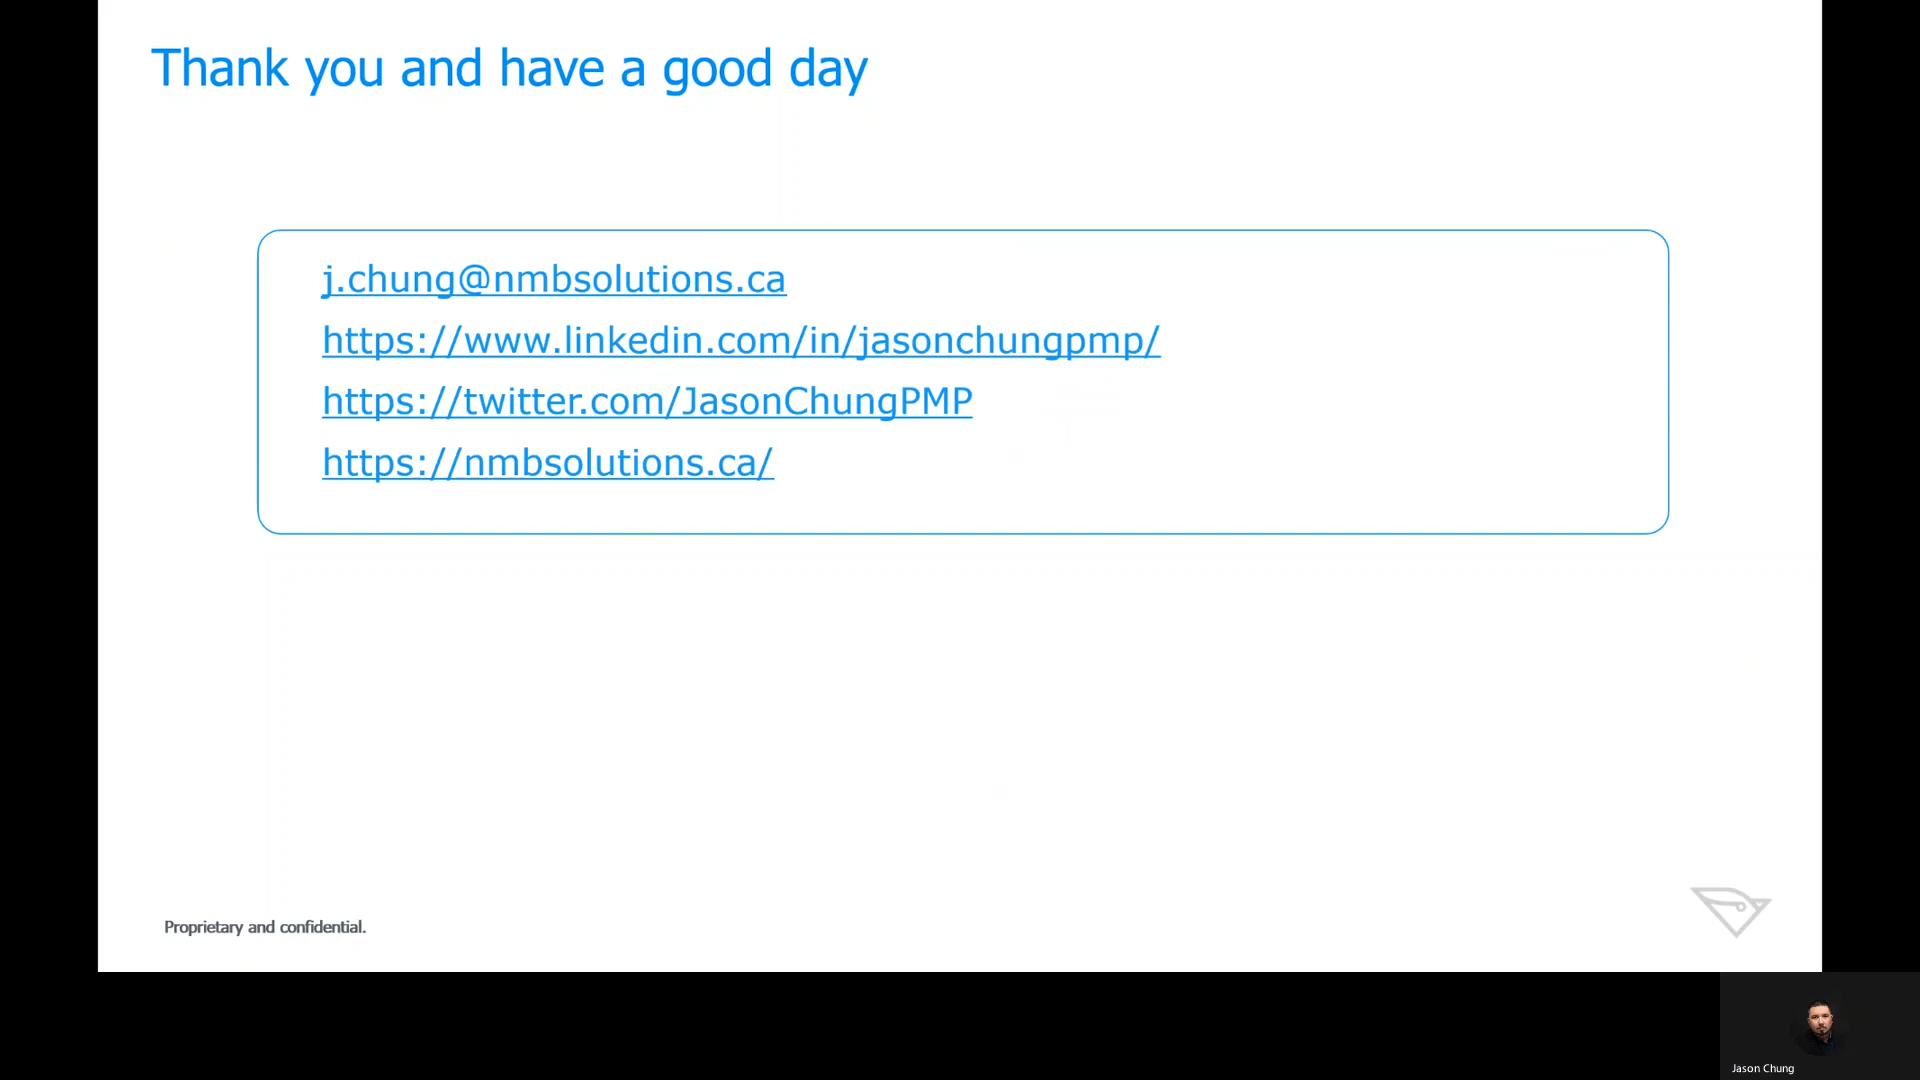 Thank you and have a good day
j.chung@nmbsolutions.ca
https://www.linkedin.com/in/jasonchungpmp/
https://twitter.com/JasonChungPMP
https://nmbsolutions.ca/
Proprietary and confidential.
Jason Chung